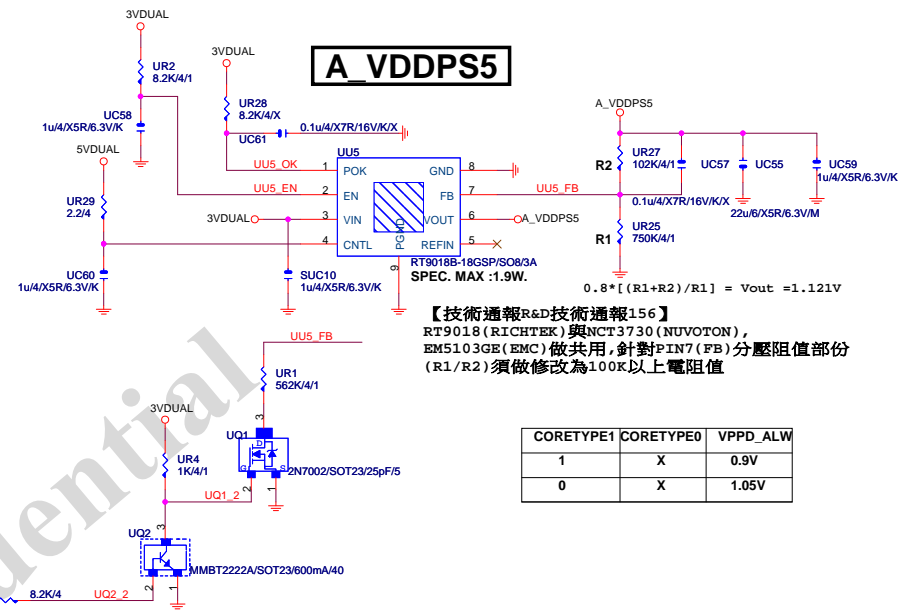 A_VDDPS5
3VDUAL
UR2
8.2K/4/1
UC58
1u/4/X5R/6.3V/K
5VDUAL
UR29
2.2/4
UC60
1u/4/X5R/6.3V/K
3VDUAL
UR28
8.2K/4/X
UC61
0.1u/4/X7R/16V/K/X
UU5_OK
UU5_EN
3VDUAL
SUC10
1u/4/X5R/6.3V/K
UU5
1 POK GND 8
2 EN FB 7
3 VIN VOUT 6
4 CNTL REFIN 5
PGND
9
RT9018B-18GSP/SO8/3A
SPEC. MAX :1.9W.
UU5_FB
A_VDDPS5
A_VDDPS5
R2
UR27
102K/4/1
UC57
0.1u/4/X7R/16V/K/X
UC55
22u/6/X5R/6.3V/M
UC59
1u/4/X5R/6.3V/K
R1
UR25
750K/4/1
0.8*[(R1+R2)/R1] = Vout =1.121V
【技術通報R&D技術通報156】
RT9018(RICHTEK)與NCT3730(NUVOTON),
EM5103GE(EMC)做共用,針對PIN7(FB)分壓阻值部份
(R1/R2)須做修改為100K以上電阻值
UU5_FB
UR1
562K/4/1
3
UQ1
D
G
S
2N7002/SOT23/25pF/5
2
1
3VDUAL
UR4
1K/4/1
UQ1_2
3
UQ2
MMBT2222A/SOT23/600mA/40
2
1
8.2K/4
UQ2_2
CORETYPE1 CORETYPE0 VPPD_ALW
1 X 0.9V
0 X 1.05V
dential